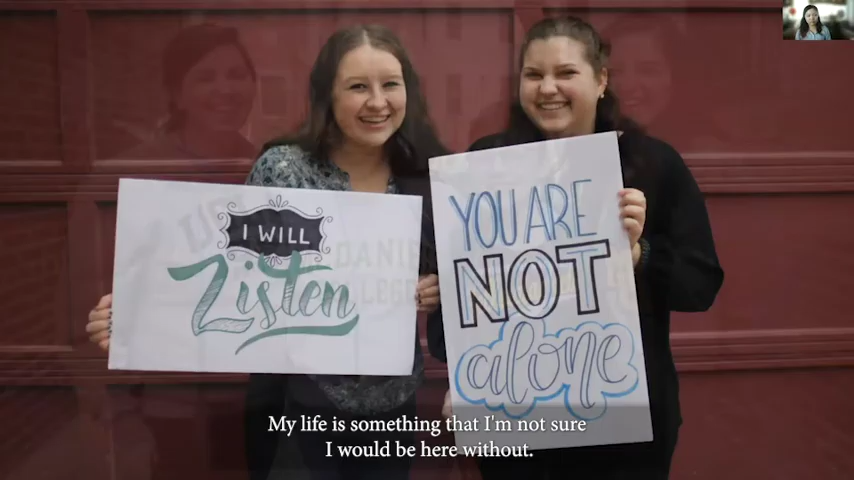 I WILL
Listen
YOU ARE
NOT
alone
My life is something that I'm not sure
I would be here without.